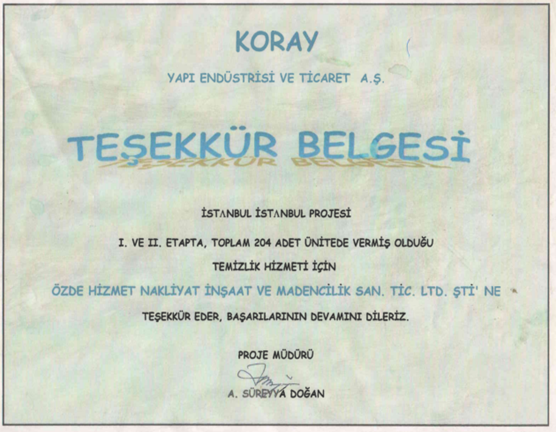 KORAY
YAPI ENDÜSTRİSİ VE TİCARET A.Ş.
TEŞEKKÜR BELGESİ
İSTANBUL İSTANBUL PROJESİ
I. VE II. ETAPTA, TOPLAM 204 ADET ÜNİTEDE VERMİŞ OLDUĞU
TEMİZLİK HİZMETİ İÇİN
ÖZDE HİZMET NAKLİYAT İNŞAAT VE MADENCİLİK SAN. TİC. LTD. ŞTİ' NE
TEŞEKKÜR EDER, BAŞARILARININ DEVAMINI DİLERİZ.
PROJE MÜDÜRÜ
A. SÜREYYA DOĞAN